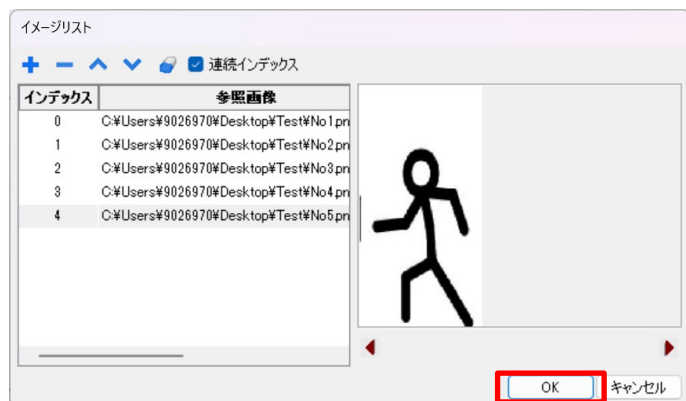 イメージリスト
連続インデックス
インデックス 参照画像
0 C:¥Users¥9026970¥Desktop¥Test¥No1.pn
1 C:¥Users¥9026970¥Desktop¥Test¥No2.pn
2 C:¥Users¥9026970¥Desktop¥Test¥No3.pn
3 C:¥Users¥9026970¥Desktop¥Test¥No4.pn
4 C:¥Users¥9026970¥Desktop¥Test¥No5.pn
OK キャンセル